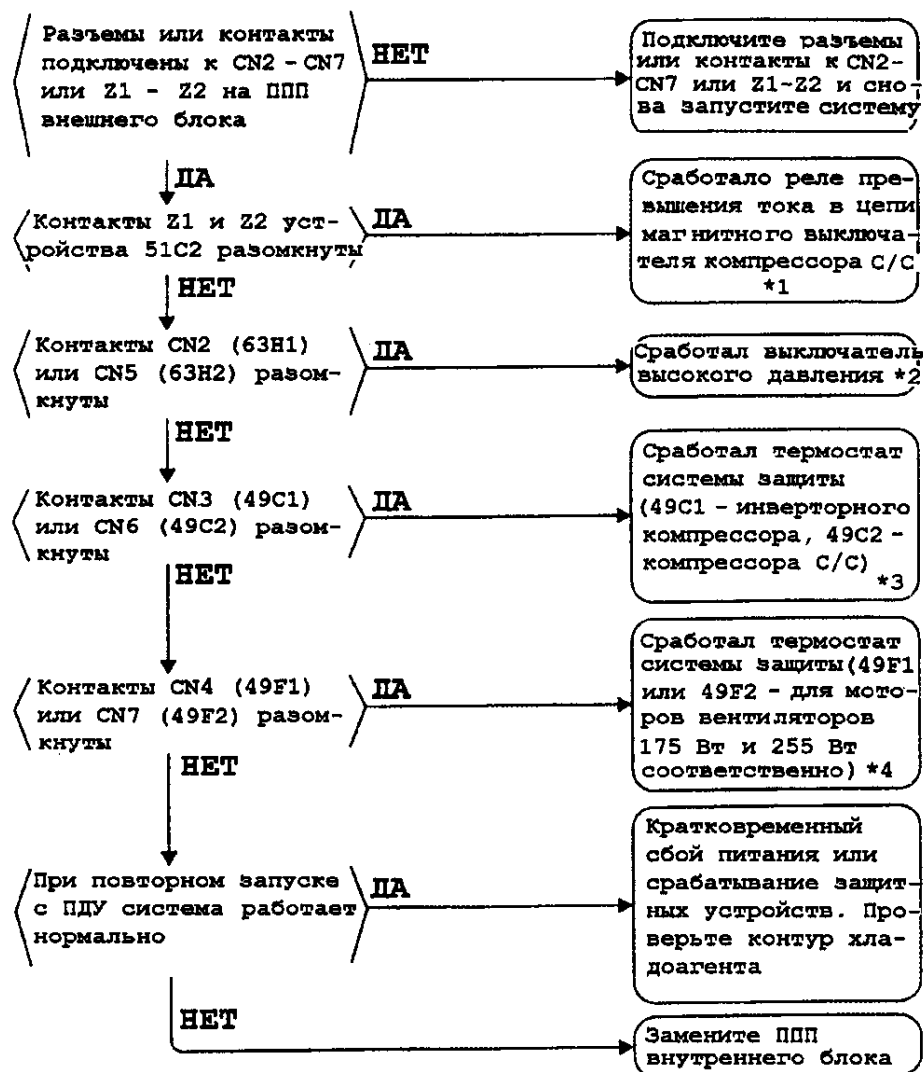 Разъемы или контакты
подключены к CN2 - CN7
или Z1 - Z2 на ППП
внешнего блока
НЕТ
Подключите разъемы
или контакты к CN2-
CN7 или Z1-Z2 и сно-
ва запустите систему
ДА
Контакты Z1 и Z2 уст-
ройства 51C2 разомкнуты
ДА
Сработало реле пре-
вышения тока в цепи
магнитного выключа-
теля компрессора С/С
*1
НЕТ
Контакты CN2 (63H1)
или CN5 (63H2) разом-
кнуты
ДА
Сработал выключатель
высокого давления *2
НЕТ
Контакты CN3 (49C1)
или CN6 (49C2) разом-
кнуты
ДА
Сработал термостат
системы защиты
(49C1 - инверторного
компрессора, 49C2 -
компрессора С/С)
*3
НЕТ
Контакты CN4 (49F1)
или CN7 (49F2) разом-
кнуты
ДА
Сработал термостат
системы защиты(49F1
или 49F2 - для мото-
ров вентиляторов
175 Вт и 255 Вт
соответственно) *4
НЕТ
При повторном запуске
с ПДУ система работает
нормально
ДА
Кратковременный
сбой питания или
срабатывание защит-
ных устройств. Про-
верьте контур хла-
доагента
НЕТ
Замените ППП
внутреннего блока